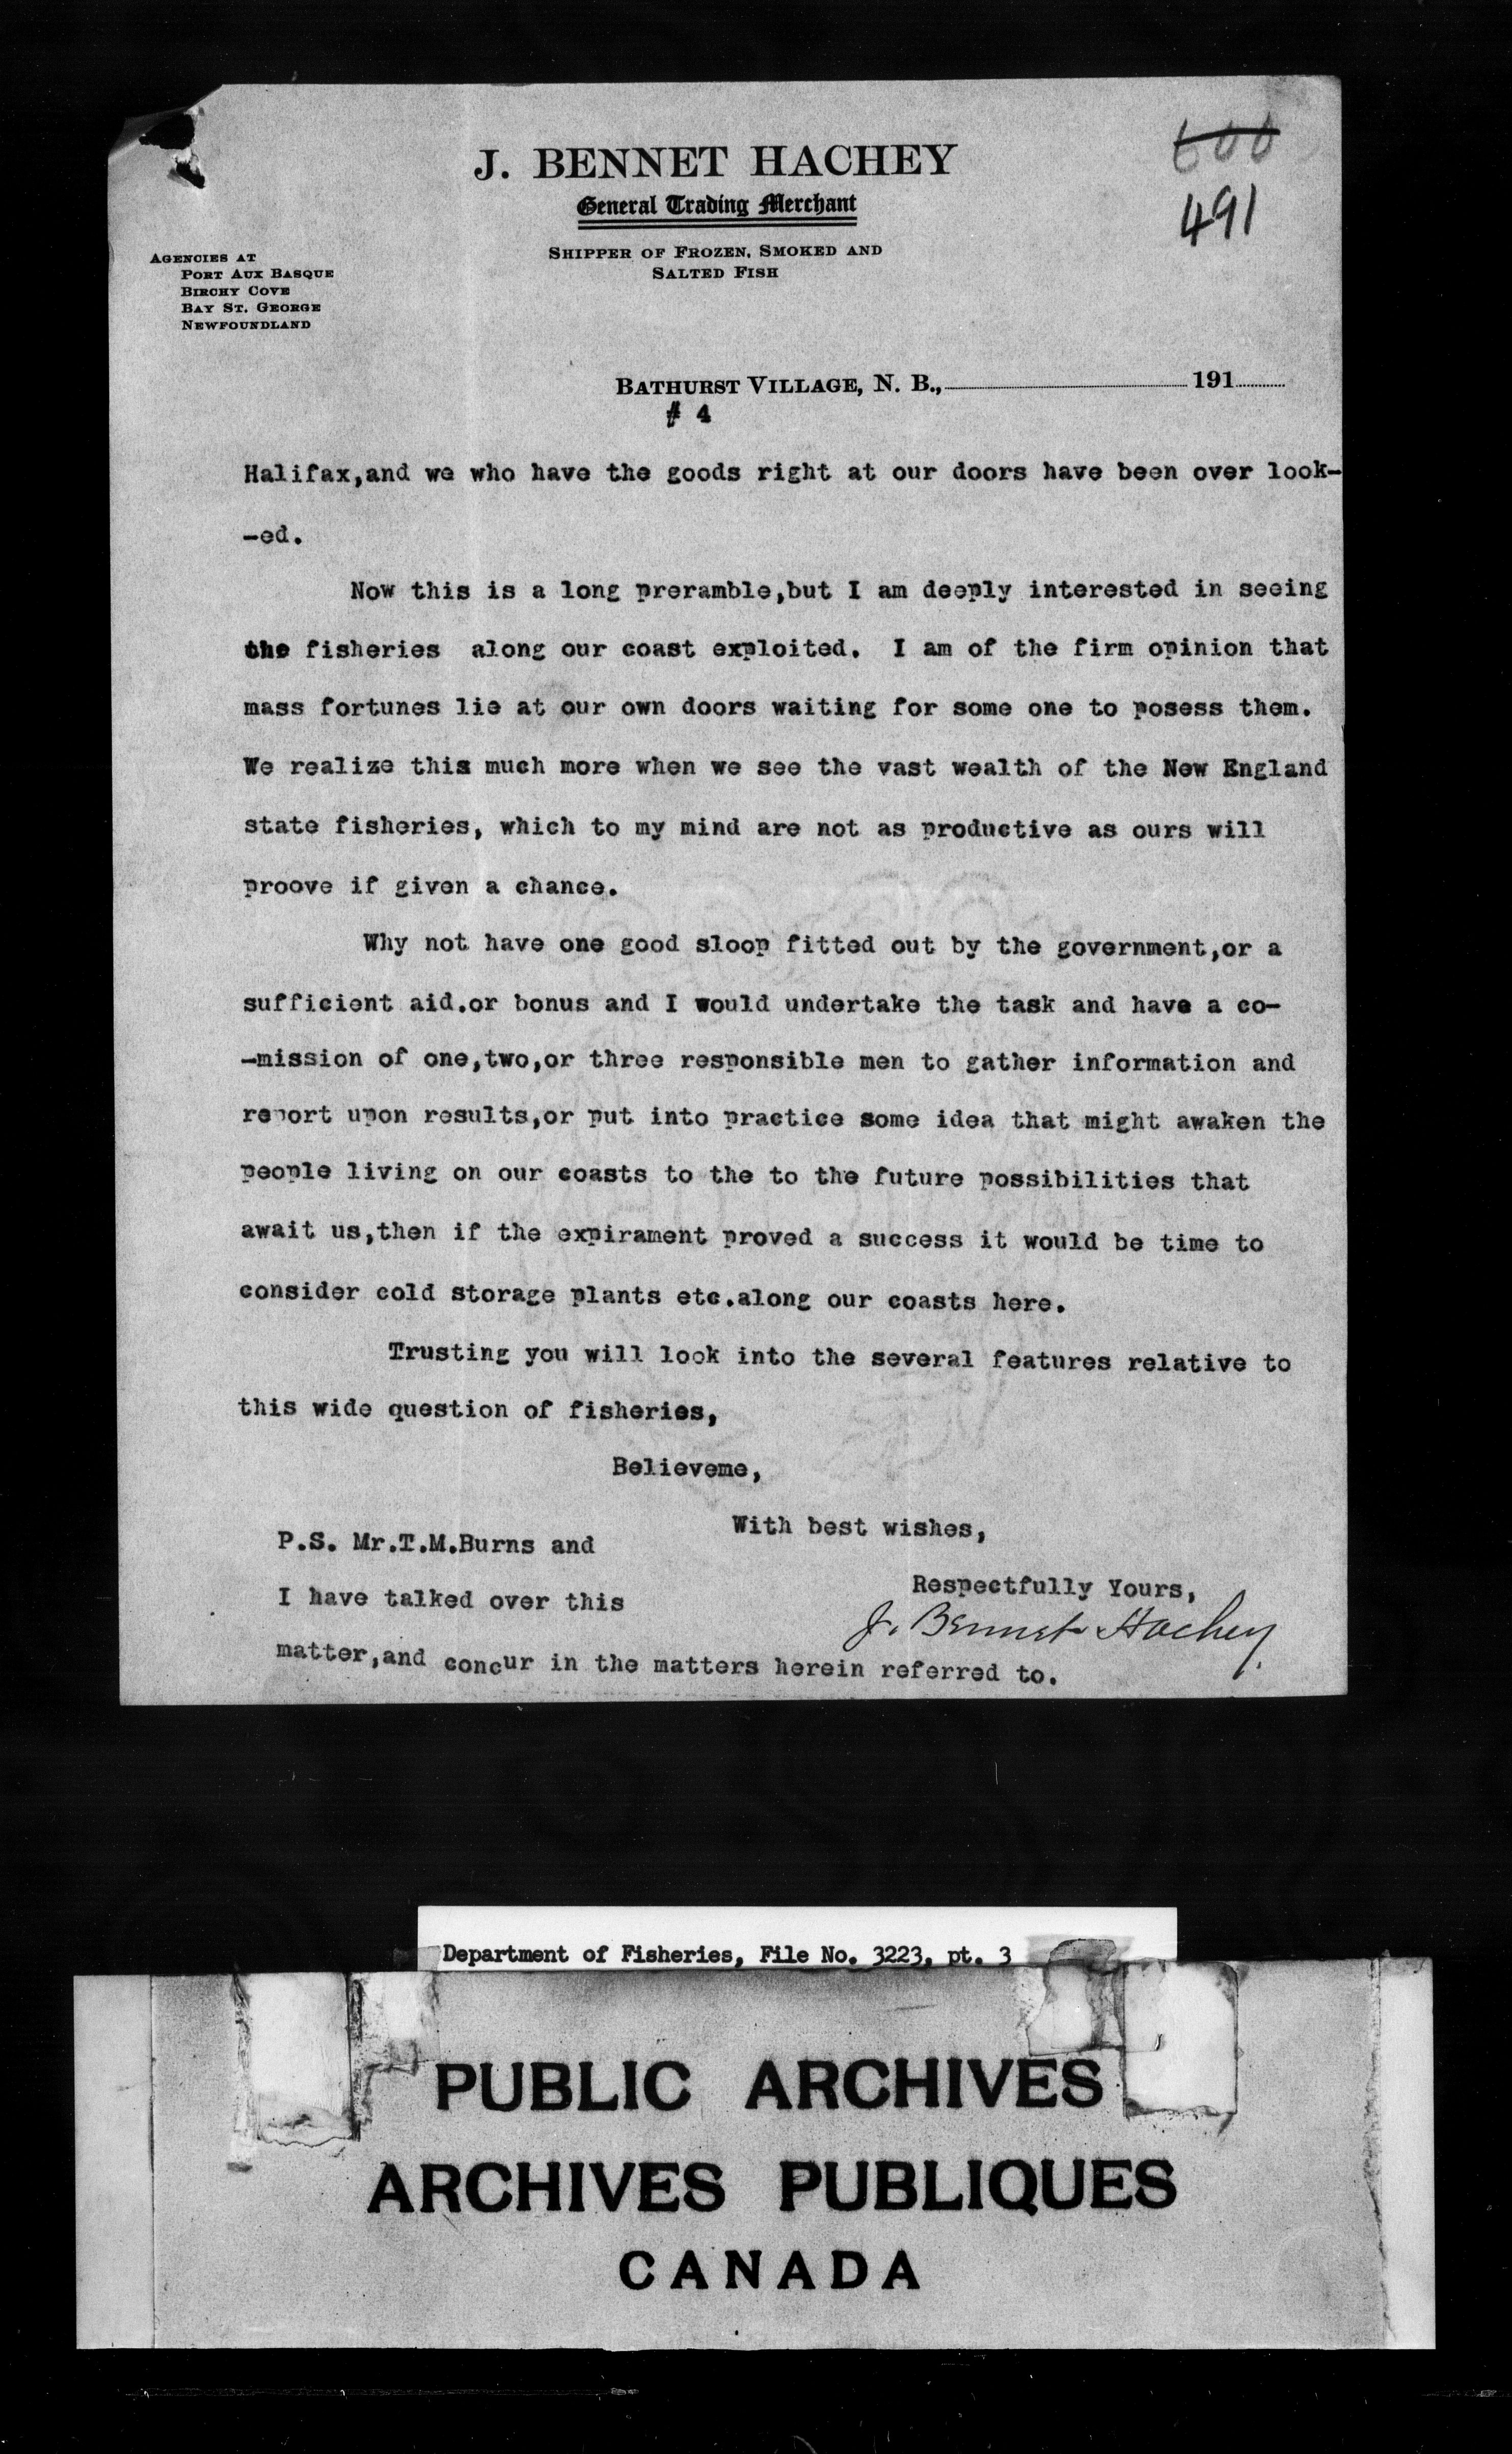 600
491
J. BENNET HACHEY
General Trading Merchant
SHIPPER OF FROZEN, SMOKED AND
SALTED FISH
AGENCIES AT
PORT AUX BASQUE
BIRCHY COVE
BAY ST. GEORGE
NEWFOUNDLAND
BATHURST VILLAGE, N. B., 191
# 4
Halifax,and we who have the goods right at our doors have been over look-
-ed.
Now this is a long preramble,but I am deeply interested in seeing
the fisheries along our coast exploited. I am of the firm opinion that
mass fortunes lie at our own doors waiting for some one to posess them.
We realize this much more when we see the vast wealth of the New England
state fisheries, which to my mind are not as productive as ours will
proove if given a chance.
Why not have one good sloop fitted out by the government,or a
sufficient aid.or bonus and I would undertake the task and have a co-
-mission of one,two,or three responsible men to gather information and
report upon results,or put into practice some idea that might awaken the
people living on our coasts to the to the future possibilities that
await us,then if the expirament proved a success it would be time to
consider cold storage plants etc.along our coasts here.
Trusting you will look into the several features relative to
this wide question of fisheries,
Believeme,
With best wishes,
Respectfully Yours,
J. Bennet Hachey.
P.S. Mr.T.M.Burns and
I have talked over this
matter,and concur in the matters herein referred to.
Department of Fisheries, File No. 3223, pt. 3
PUBLIC ARCHIVES
ARCHIVES PUBLIQUES
CANADA